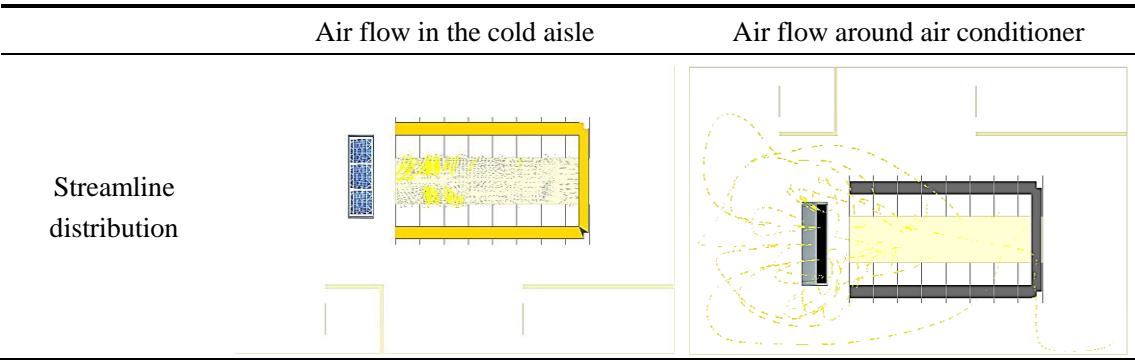 Air flow in the cold aisle
Air flow around air conditioner
Streamline
distribution